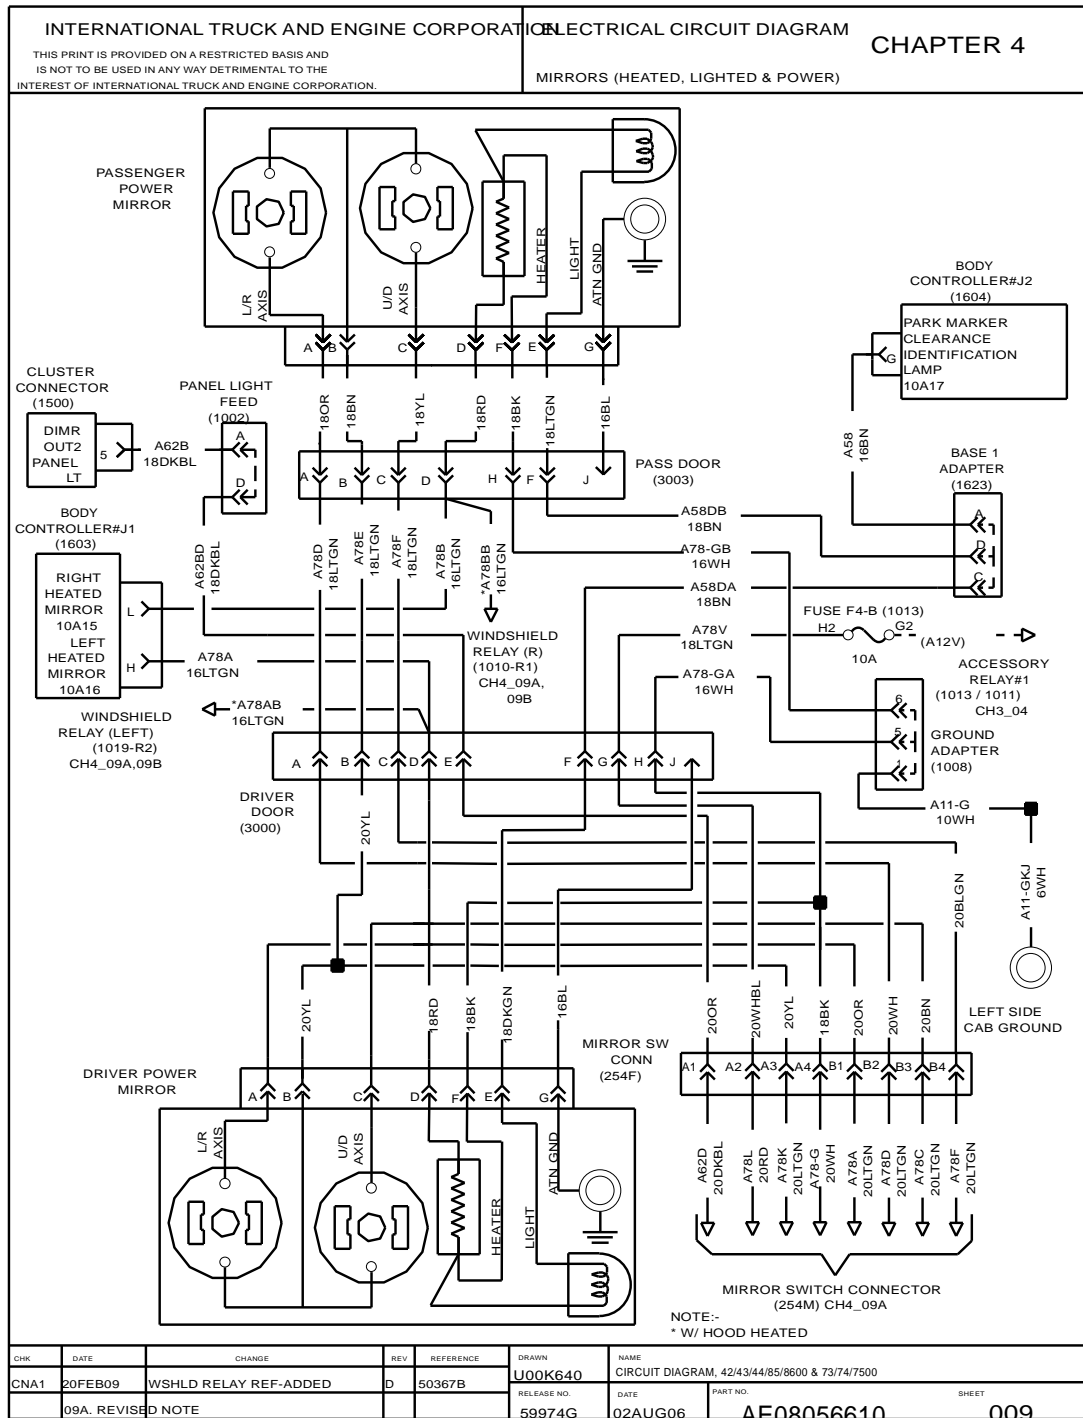 INTERNATIONAL TRUCK AND ENGINE CORPORATION
THIS PRINT IS PROVIDED ON A RESTRICTED BASIS AND
IS NOT TO BE USED IN ANY WAY DETRIMENTAL TO THE
INTEREST OF INTERNATIONAL TRUCK AND ENGINE CORPORATION.
ELECTRICAL CIRCUIT DIAGRAM
CHAPTER 4
MIRRORS (HEATED, LIGHTED & POWER)
PASSENGER
POWER
MIRROR
L/R
AXIS
U/D
AXIS
HEATER
LIGHT
ATN GND
A
B
C
D
F
E
G
BODY
CONTROLLER#J2
(1604)
PARK MARKER
CLEARANCE
IDENTIFICATION
LAMP
10A17
G
CLUSTER
CONNECTOR
(1500)
DIMR
OUT2
PANEL
LT
5
A62B
18DKBL
PANEL LIGHT
FEED
(1002)
A
D
18OR
18BN
18YL
18RD
18BK
18LTGN
16BL
A58
16BN
PASS DOOR
(3003)
A
B
C
D
H
F
J
BASE 1
ADAPTER
(1623)
A
D
C
BODY
CONTROLLER#J1
(1603)
RIGHT
HEATED
MIRROR
10A15
LEFT
HEATED
MIRROR
10A16
L
H
A62BD
18DKBL
A78D
18LTGN
A78E
18LTGN
A78F
18LTGN
A78B
16LTGN
*A78BB
16LTGN
A58DB
18BN
A78-GB
16WH
A58DA
18BN
A78V
18LTGN
A78-GA
16WH
WINDSHIELD
RELAY (R)
(1010-R1)
CH4_09A,
09B
FUSE F4-B (1013)
H2
G2
10A
(A12V)
ACCESSORY
RELAY#1
(1013 / 1011)
CH3_04
A78A
16LTGN
*A78AB
16LTGN
WINDSHIELD
RELAY (LEFT)
(1019-R2)
CH4_09A,09B
6
5
1
GROUND
ADAPTER
(1008)
A
B
C
D
E
F
G
H
J
DRIVER
DOOR
(3000)
20YL
A11-G
10WH
A11-GKJ
6WH
20BLGN
LEFT SIDE
CAB GROUND
20YL
18RD
18BK
18DKGN
16BL
20OR
20WHBL
20YL
18BK
20OR
20WH
20BN
MIRROR SW
CONN
(254F)
A1
A2
A3
A4
B1
B2
B3
B4
DRIVER POWER
MIRROR
A
B
C
D
F
E
G
L/R
AXIS
U/D
AXIS
HEATER
LIGHT
ATN GND
A62D
20DKBL
A78L
20RD
A78K
20LTGN
A78-G
20WH
A78A
20LTGN
A78D
20LTGN
A78C
20LTGN
A78F
20LTGN
MIRROR SWITCH CONNECTOR
(254M) CH4_09A
NOTE:-
* W/ HOOD HEATED
CHK
DATE
CHANGE
REV
REFERENCE
DRAWN
NAME
CNA1
20FEB09
WSHLD RELAY REF-ADDED
D
50367B
U00K640
CIRCUIT DIAGRAM, 42/43/44/85/8600 & 73/74/7500
RELEASE NO.
DATE
PART NO.
SHEET
09A. REVISED NOTE
59974G
02AUG06
AE08056610
009